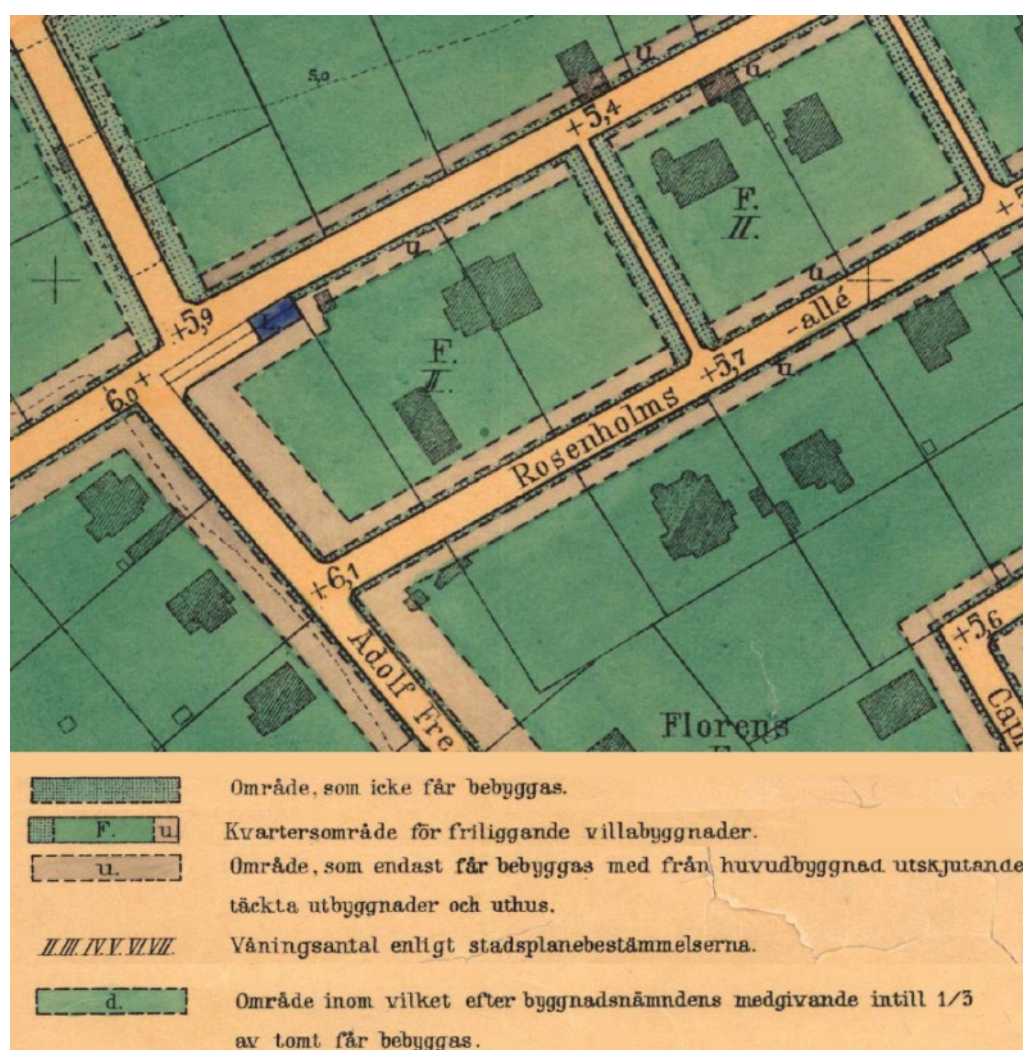 5,0
u.
u.
+5,4
F.
II.
u.
+5,9
u.
-allé
6,0
F.
I.
+5,7
u.
Rosenholms
+6,1
+5,6
Adolf Fre
Florens
F
Område, som icke får bebyggas.
F. u. Kvartersområde för friliggande villabyggnader.
u. Område, som endast får bebyggas med från huvudbyggnad utskjutande
täckta utbyggnader och uthus.
II. III. IV. V. VI. VII. Våningsantal enligt stadsplanebestämmelserna.
d. Område inom vilket efter byggnadsnämndens medgivande intill 1/3
av tomt får bebyggas.